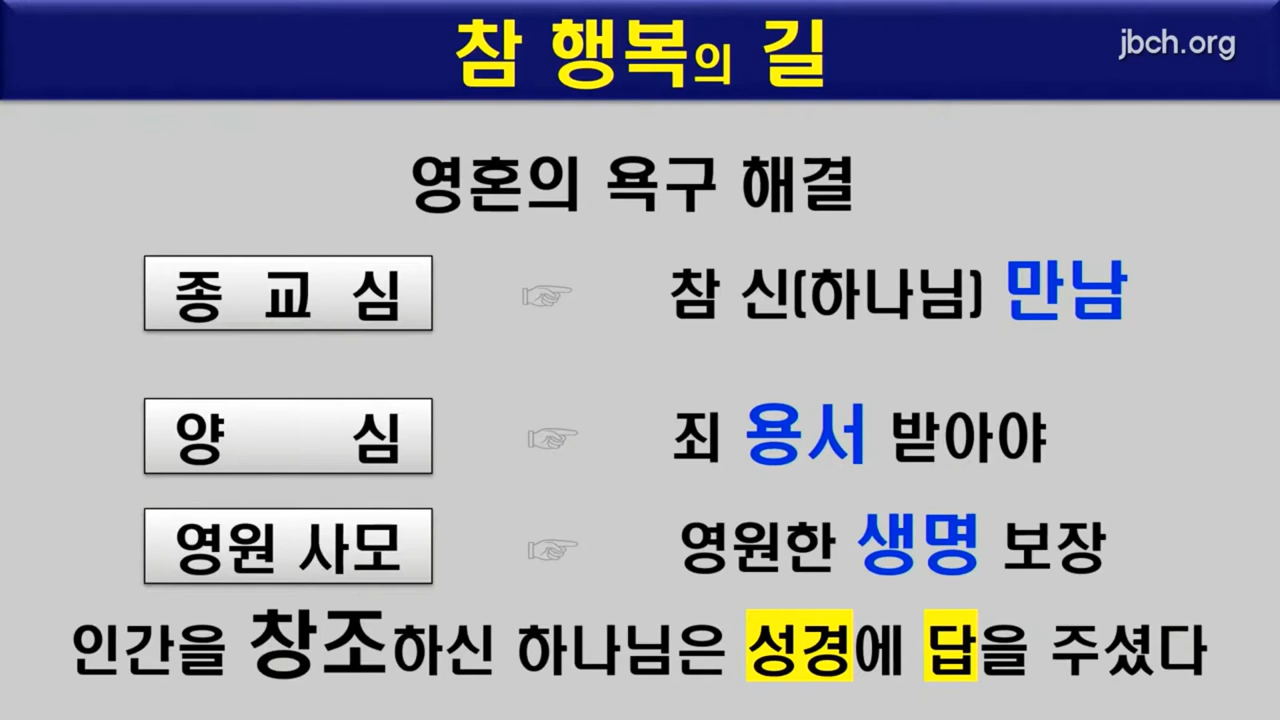 참 행복의 길
jbch.org
영혼의 욕구 해결
종 교 심 ☞ 참 신(하나님) 만남
양 심 ☞ 죄 용서 받아야
영원 사모 ☞ 영원한 생명 보장
인간을 창조하신 하나님은 성경에 답을 주셨다